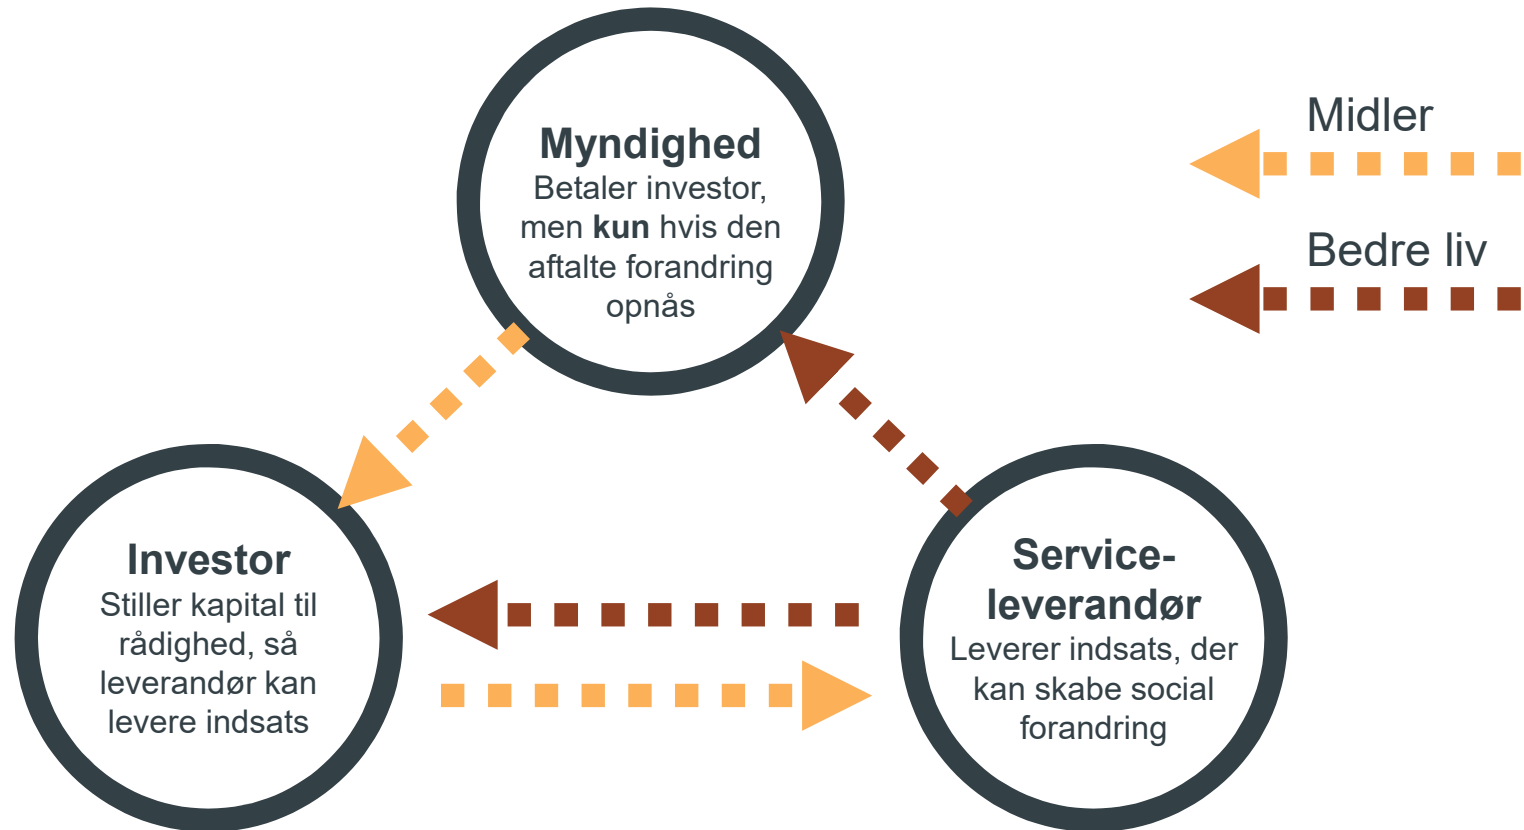 Myndighed
Betaler investor,
men kun hvis den
aftalte forandring
opnås
Midler
Bedre liv
Investor
Stiller kapital til
rådighed, så
leverandør kan
levere indsats
Service-
leverandør
Leverer indsats, der
kan skabe social
forandring